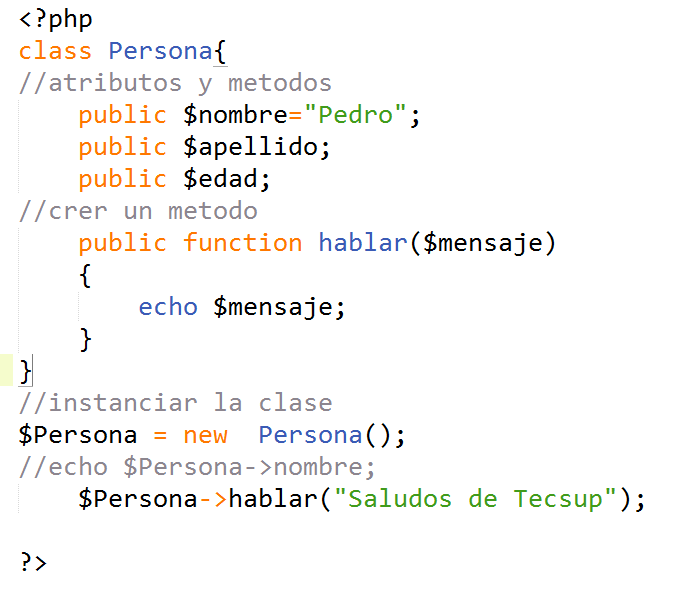 <?php
class Persona{
//atributos y metodos
    public $nombre="Pedro";
    public $apellido;
    public $edad;
//crer un metodo
    public function hablar($mensaje)
    {
        echo $mensaje;
    }
}
//instanciar la clase
$Persona = new  Persona();
//echo $Persona->nombre;
    $Persona->hablar("Saludos de Tecsup");
?>